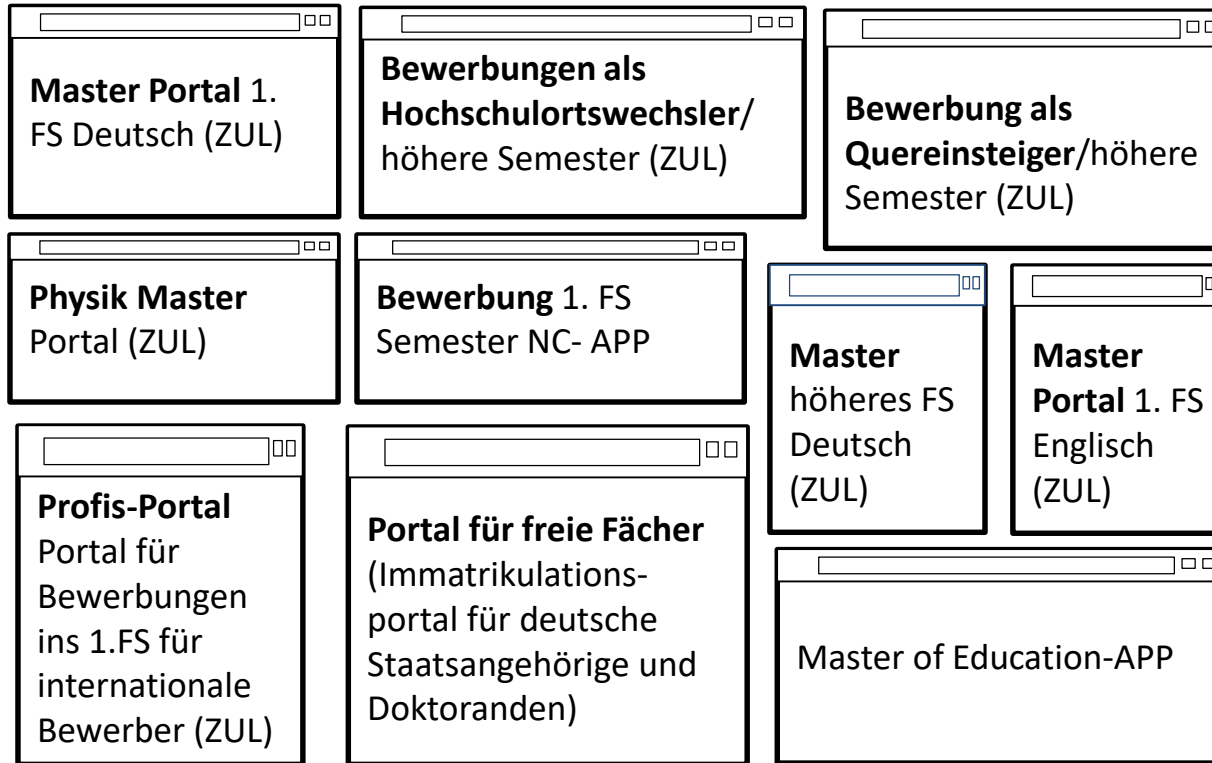 Master Portal 1.
FS Deutsch (ZUL)
Bewerbungen als
Hochschulortswechsler/
höhere Semester (ZUL)
Bewerbung als
Quereinsteiger/höhere
Semester (ZUL)
Physik Master
Portal (ZUL)
Bewerbung 1. FS
Semester NC- APP
Master
höheres FS
Deutsch
(ZUL)
Master
Portal 1. FS
Englisch
(ZUL)
Profis-Portal
Portal für
Bewerbungen
ins 1.FS für
internationale
Bewerber (ZUL)
Portal für freie Fächer
(Immatrikulations-
portal für deutsche
Staatsangehörige und
Doktoranden)
Master of Education-APP